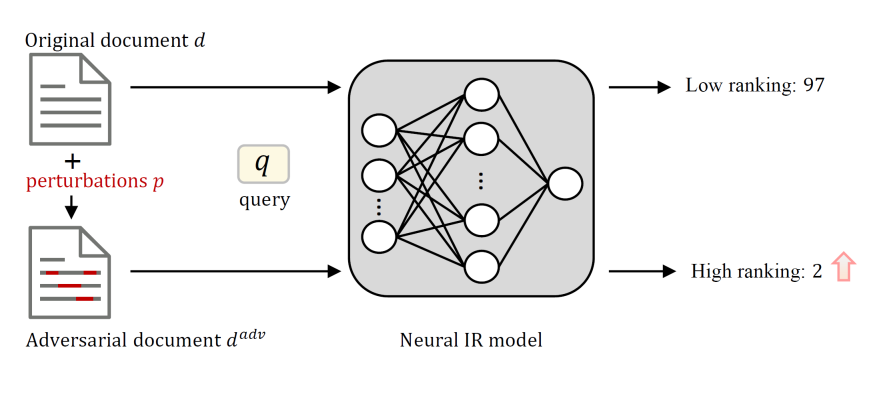 Original document d
+
perturbations p
Adversarial document d^{adv}
q
query
Neural IR model
Low ranking: 97
High ranking: 2